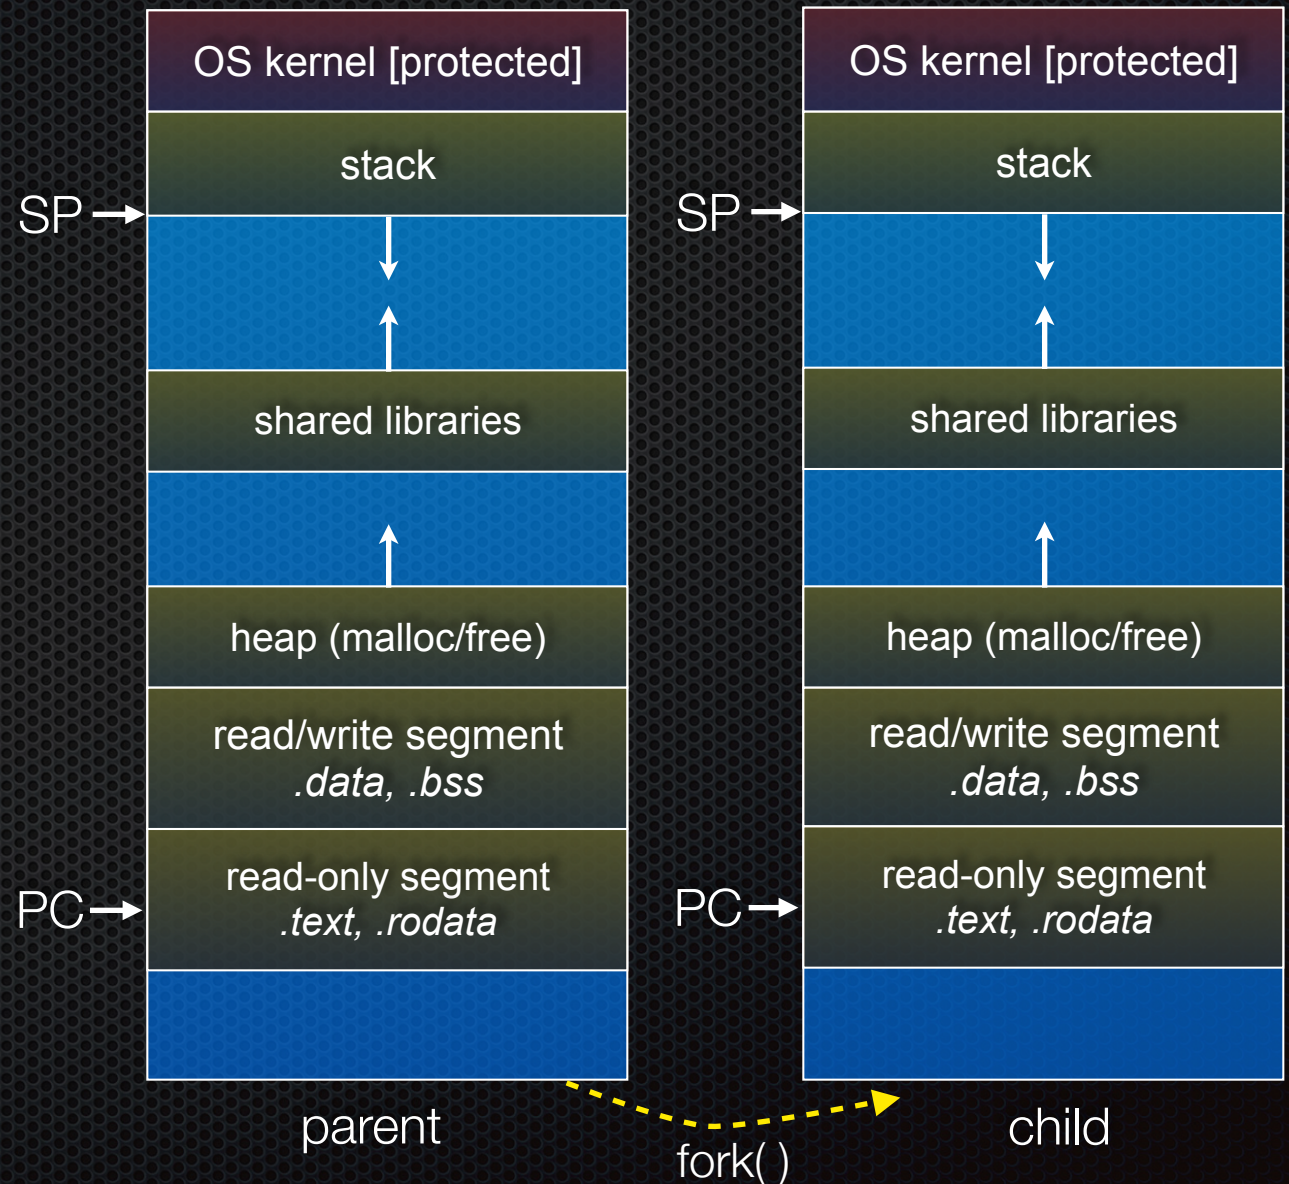 OS kernel [protected]
stack
SP
shared libraries
heap (malloc/free)
read/write segment
.data, .bss
read-only segment
.text, .rodata
PC
parent
OS kernel [protected]
stack
SP
shared libraries
heap (malloc/free)
read/write segment
.data, .bss
read-only segment
.text, .rodata
PC
child
fork( )